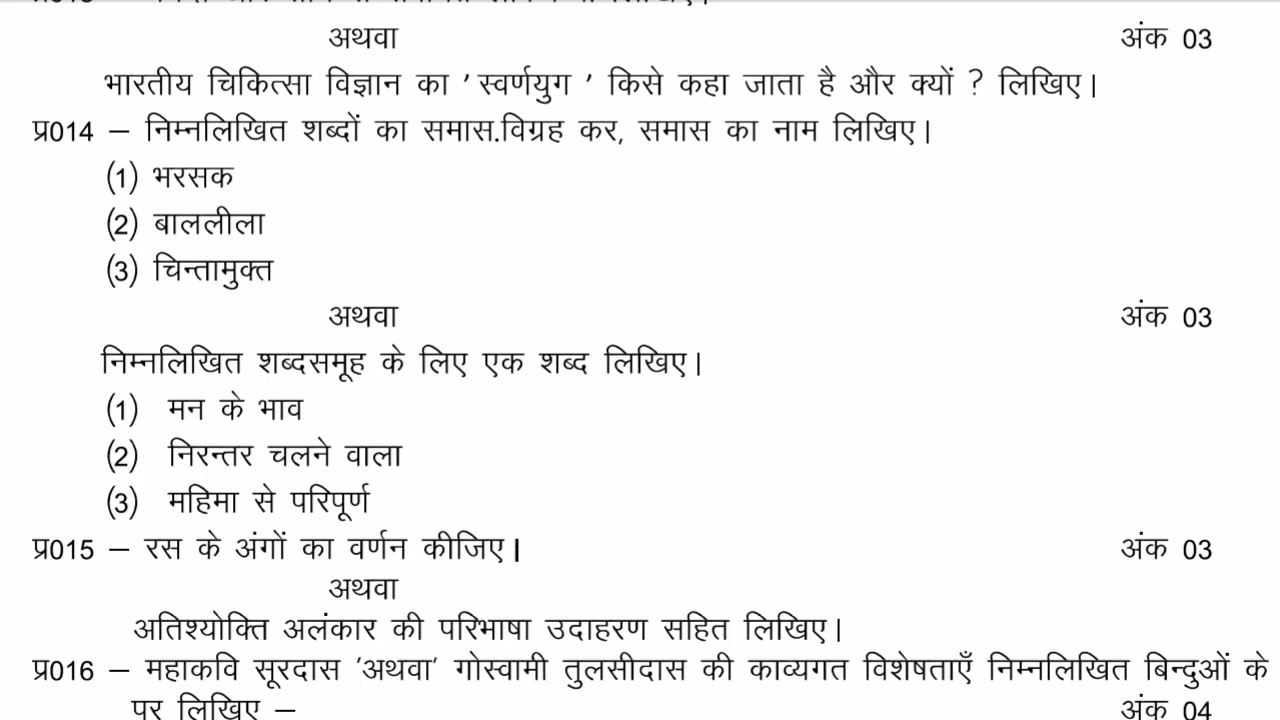 अथवा अंक 03
भारतीय चिकित्सा विज्ञान का ’ स्वर्णयुग ’ किसे कहा जाता है और क्यों ? लिखिए।
प्र014 – निम्नलिखित शब्दों का समास.विग्रह कर, समास का नाम लिखिए।
(1) भरसक
(2) बाललीला
(3) चिन्तामुक्त
अथवा अंक 03
निम्नलिखित शब्दसमूह के लिए एक शब्द लिखिए।
(1) मन के भाव
(2) निरन्तर चलने वाला
(3) महिमा से परिपूर्ण
प्र015 – रस के अंगों का वर्णन कीजिए। अंक 03
अथवा
अतिश्योक्ति अलंकार की परिभाषा उदाहरण सहित लिखिए।
प्र016 – महाकवि सूरदास ’अथवा’ गोस्वामी तुलसीदास की काव्यगत विशेषताएँ निम्नलिखित बिन्दुओं के
पर लिखिए – अंक 04